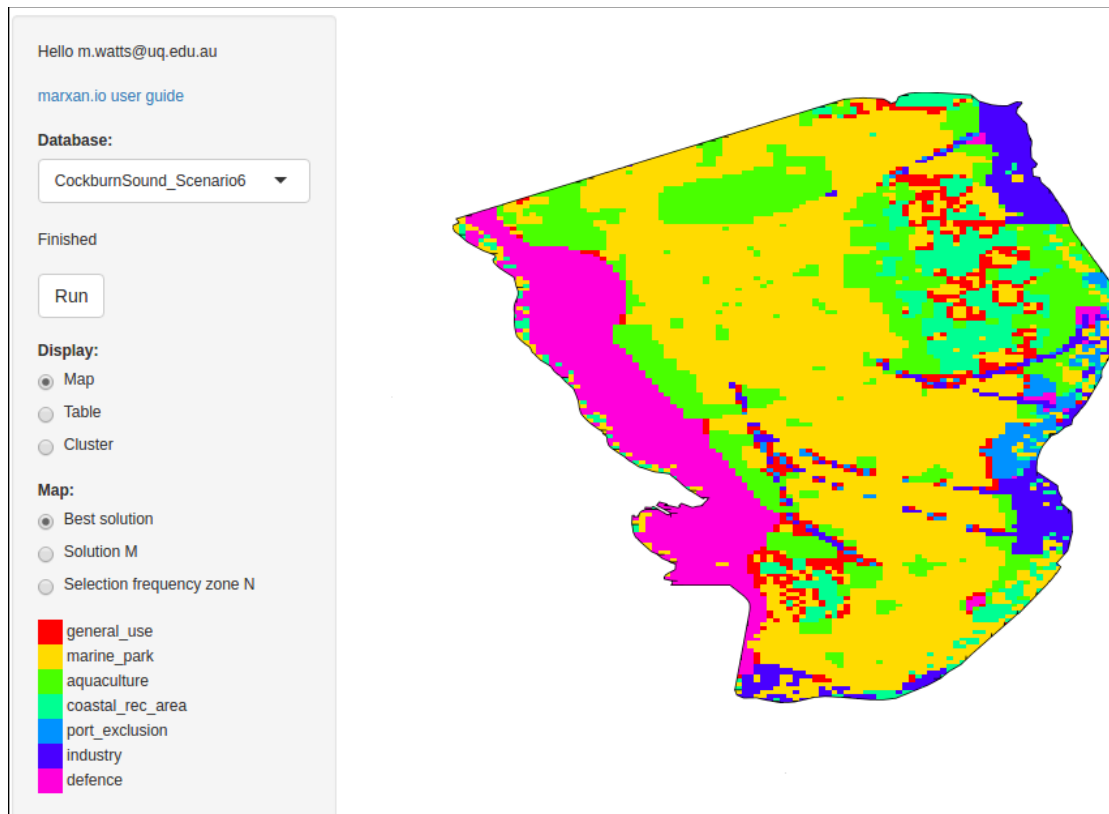 Hello m.watts@uq.edu.au
marxan.io user guide
Database:
CockburnSound_Scenario6
Finished
Run
Display:
Map
Table
Cluster
Map:
Best solution
Solution M
Selection frequency zone N
general_use
marine_park
aquaculture
coastal_rec_area
port_exclusion
industry
defence